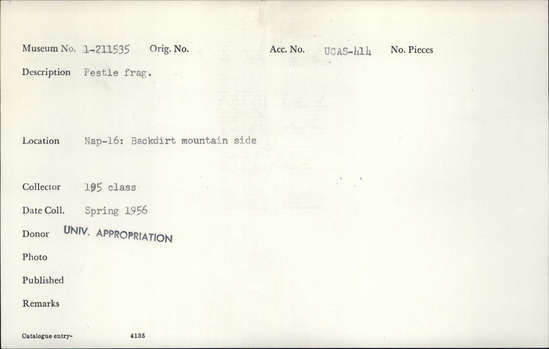 Museum No. 1-211535 Orig. No. Acc. No. UCAS-414 No. Pieces
Description Pestle frag.
Location Nap-16: Backdirt mountain side
Collector 195 class
Date Coll. Spring 1956
Donor UNIV. APPROPRIATION
Photo
Published
Remarks
Catalogue entry- 4135